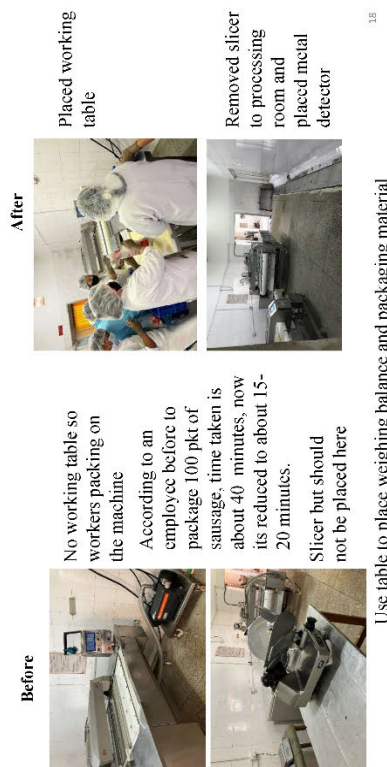 Before
No working table so
workers packing on
the machine
According to an
employee before to
package 100 pkt of
sausage, time taken is
about 40 minutes, now
its reduced to about 15-
20 minutes.
Slicer but should
not be placed here
After
Placed working
table
Removed slicer
to processing
room and
placed metal
detector
Use table to place weighing balance and packaging material
18